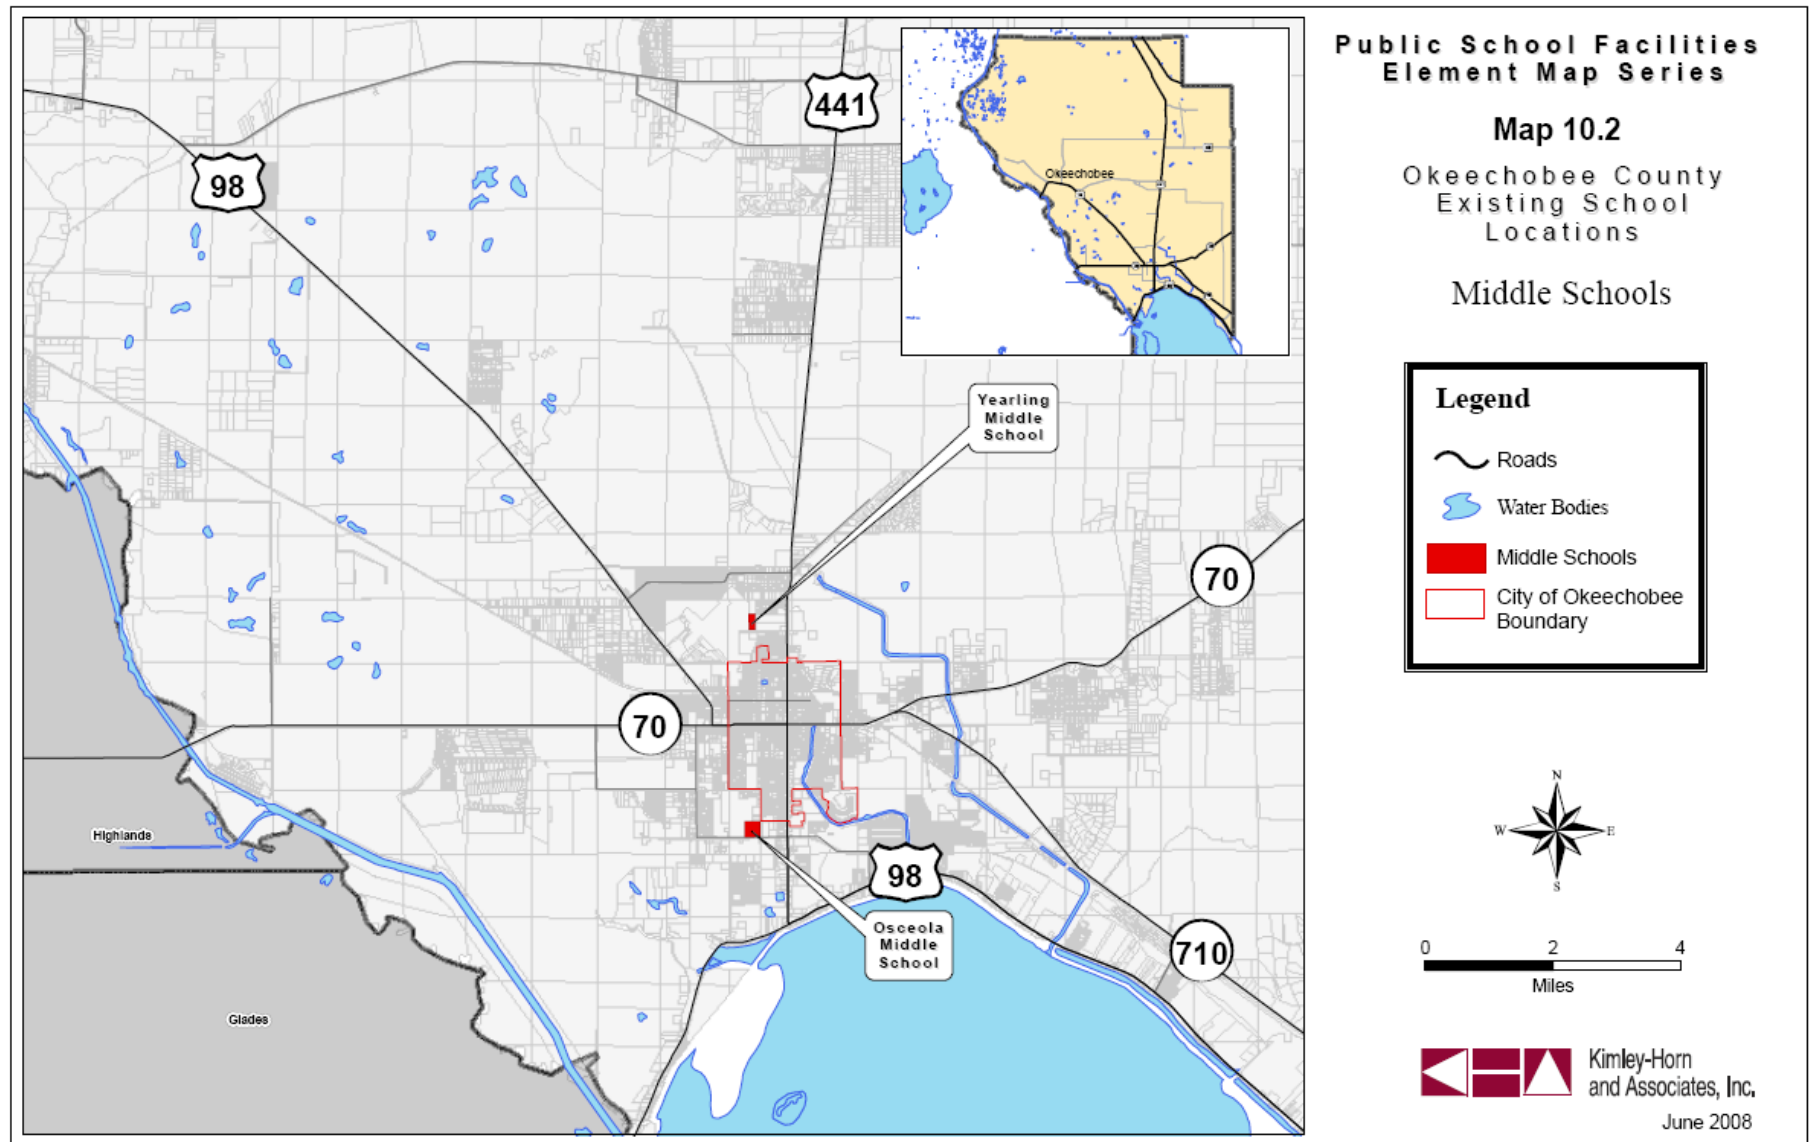 Public School Facilities
Element Map Series
Map 10.2
Okeechobee County
Existing School
Locations
Middle Schools
Legend
Roads
Water Bodies
Middle Schools
City of Okeechobee
Boundary
N
W
E
S
0 2 4
Miles
Kimley-Horn
and Associates, Inc.
June 2008
441
98
Okeechobee
Yearling
Middle
School
70
70
Highlands
98
Osceola
Middle
School
710
Glades